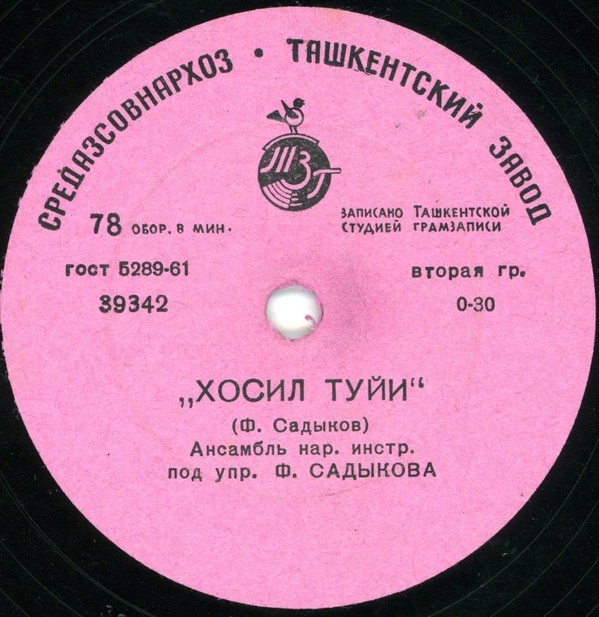 СРЕДАЗСОВНАРХОЗ • ТАШКЕНТСКИЙ ЗАВОД
ТЗГ
78 ОБОР. В МИН.
ЗАПИСАНО ТАШКЕНТСКОЙ
СТУДИЕЙ ГРАМЗАПИСИ
ГОСТ 5289-61
вторая гр.
39342
0-30
„ХОСИЛ ТУЙИ“
(Ф. Садыков)
Ансамбль нар. инстр.
под упр. Ф. САДЫКОВА